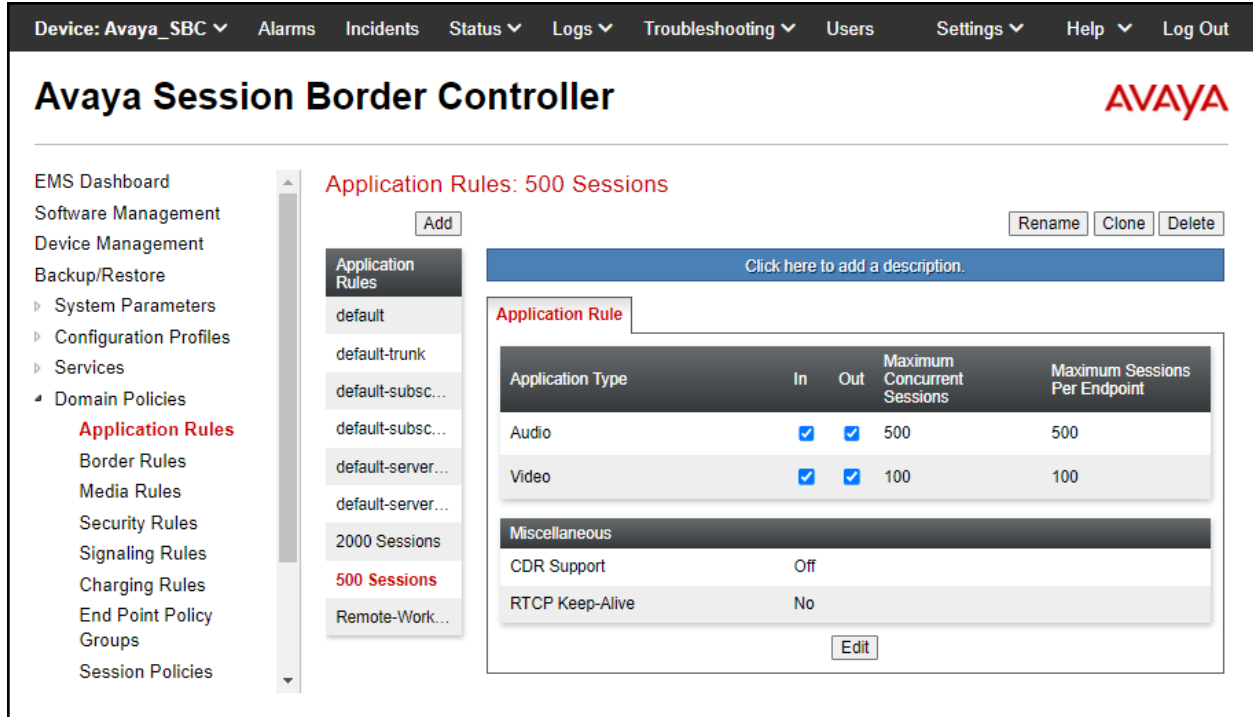 Device: Avaya_SBC Alarms Incidents Status Logs Troubleshooting Users Settings Help Log Out
Avaya Session Border Controller
AVAYA
EMS Dashboard
Software Management
Device Management
Backup/Restore
System Parameters
Configuration Profiles
Services
Domain Policies
Application Rules
Border Rules
Media Rules
Security Rules
Signaling Rules
Charging Rules
End Point Policy
Groups
Session Policies
Application Rules: 500 Sessions
Add
Rename Clone Delete
Application
Rules
default
default-trunk
default-subsc...
default-subsc...
default-server...
default-server...
2000 Sessions
500 Sessions
Remote-Work...
Click here to add a description.
Application Rule
Application Type In Out Maximum Concurrent Sessions Maximum Sessions Per Endpoint
Audio 500 500
Video 100 100
Miscellaneous
CDR Support Off
RTCP Keep-Alive No
Edit